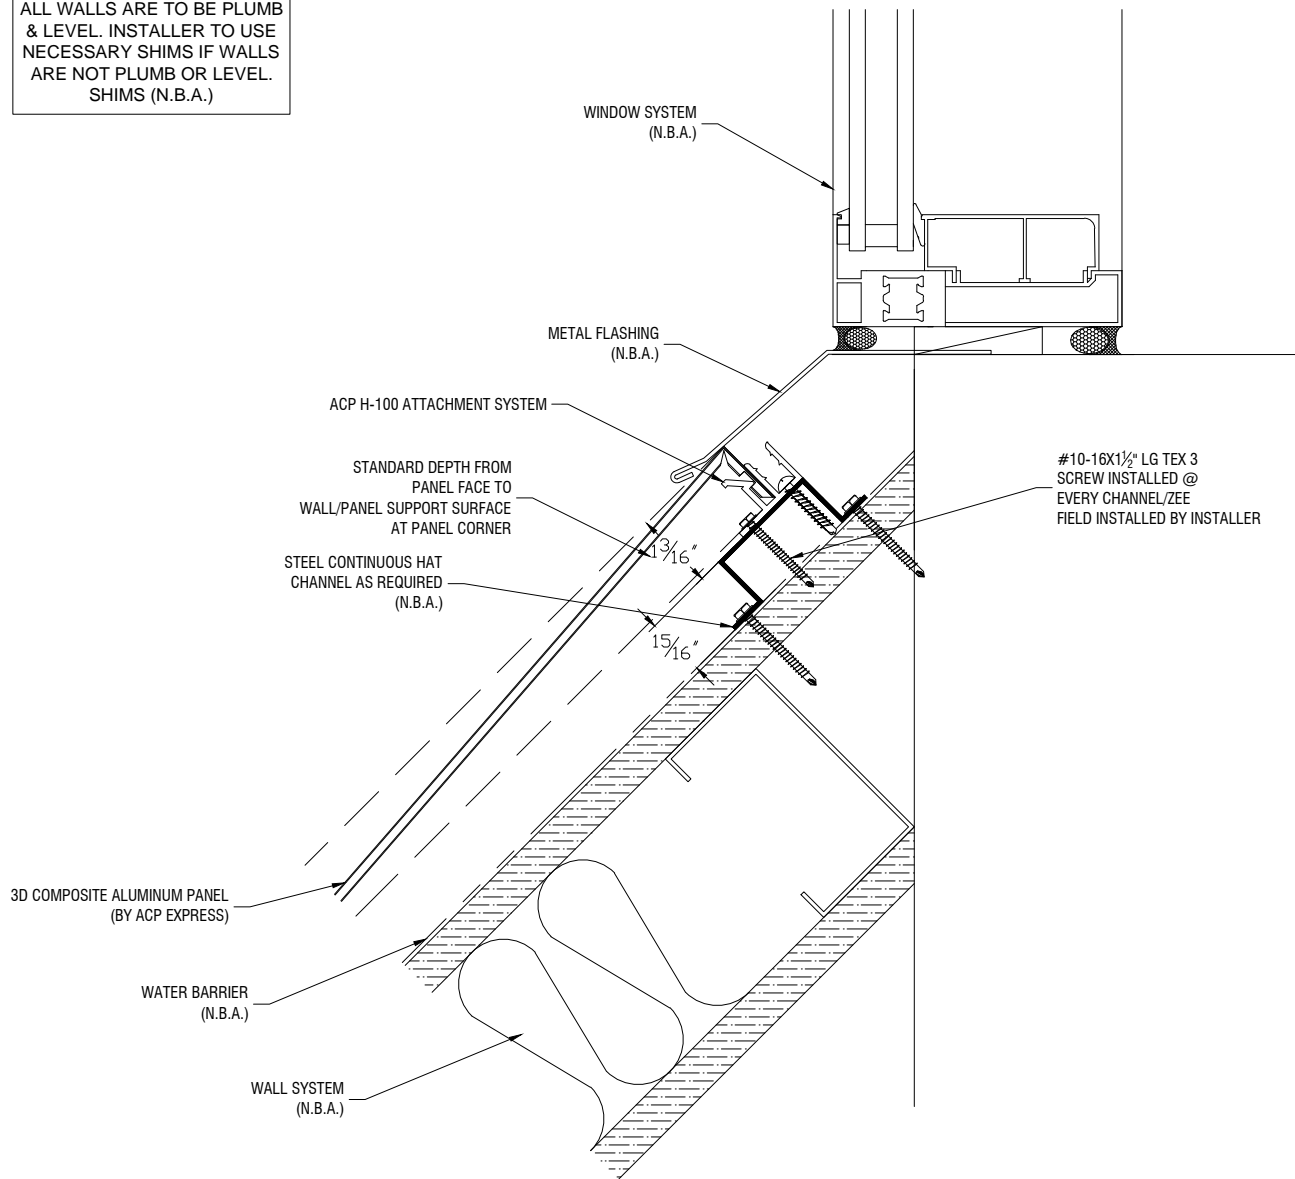 ALL WALLS ARE TO BE PLUMB
& LEVEL. INSTALLER TO USE
NECESSARY SHIMS IF WALLS
ARE NOT PLUMB OR LEVEL.
SHIMS (N.B.A.)
WINDOW SYSTEM
(N.B.A.)
METAL FLASHING
(N.B.A.)
ACP H-100 ATTACHMENT SYSTEM
STANDARD DEPTH FROM
PANEL FACE TO
WALL/PANEL SUPPORT SURFACE
AT PANEL CORNER
#10-16X1½" LG TEX 3
SCREW INSTALLED @
EVERY CHANNEL/ZEE
FIELD INSTALLED BY INSTALLER
1 3/16"
STEEL CONTINUOUS HAT
CHANNEL AS REQUIRED
(N.B.A.)
15/16"
3D COMPOSITE ALUMINUM PANEL
(BY ACP EXPRESS)
WATER BARRIER
(N.B.A.)
WALL SYSTEM
(N.B.A.)